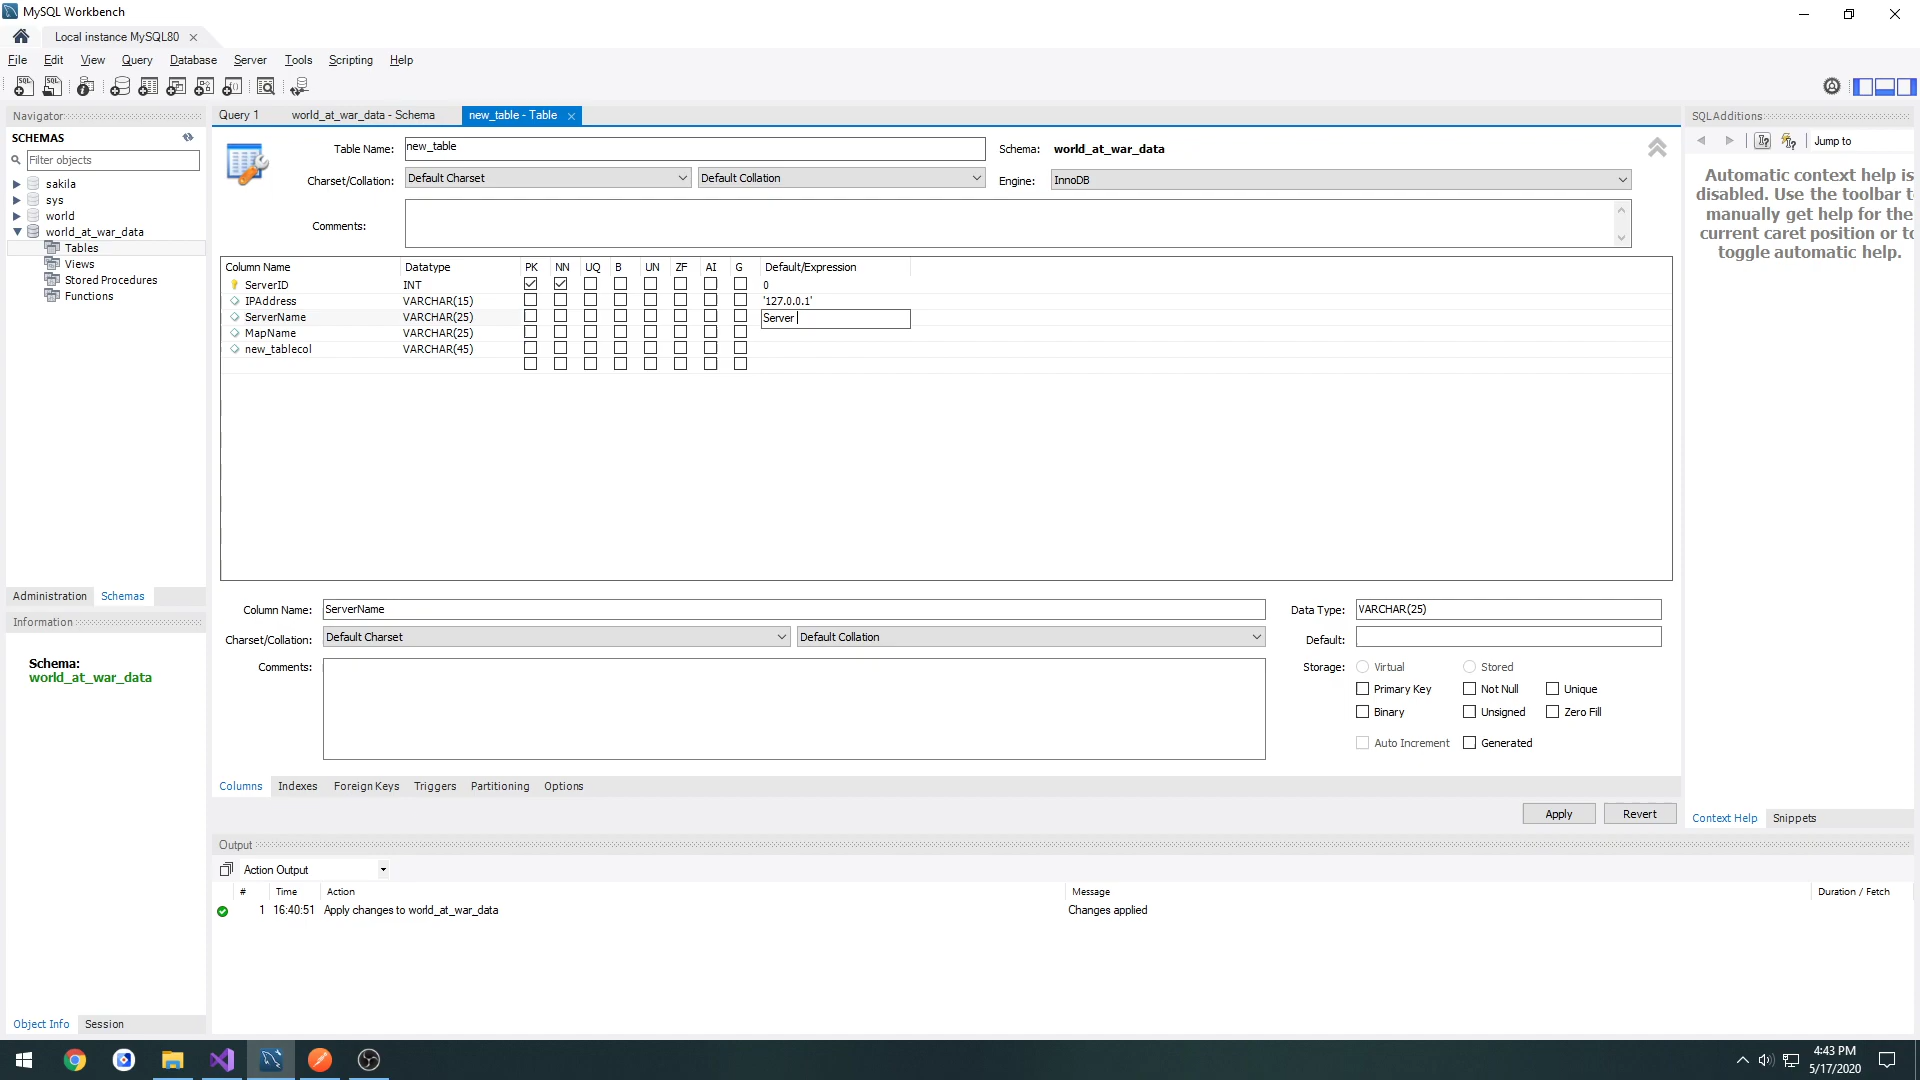 MySQL Workbench
Local instance MySQL80
File Edit View Query Database Server Tools Scripting Help
Navigator
SCHEMAS
Filter objects
sakila
sys
world
world_at_war_data
Tables
Views
Stored Procedures
Functions
Administration Schemas
Information
Schema:
world_at_war_data
Object Info Session
Query 1 world_at_war_data - Schema new_table - Table
Table Name: new_table Schema: world_at_war_data
Charset/Collation: Default Charset Default Collation Engine: InnoDB
Comments:
Column Name Datatype PK NN UQ B UN ZF AI G Default/Expression
ServerID INT 0
IPAddress VARCHAR(15) '127.0.0.1'
ServerName VARCHAR(25) Server
MapName VARCHAR(25)
new_tablecol VARCHAR(45)
Column Name: ServerName Data Type: VARCHAR(25)
Charset/Collation: Default Charset Default Collation Default:
Comments: Storage: Virtual Stored
Primary Key Not Null Unique
Binary Unsigned Zero Fill
Auto Increment Generated
Columns Indexes Foreign Keys Triggers Partitioning Options
Apply Revert
Output
Action Output
# Time Action Message Duration / Fetch
1 16:40:51 Apply changes to world_at_war_data Changes applied
SQLAdditions
Jump to
Automatic context help is
disabled. Use the toolbar t
manually get help for the
current caret position or to
toggle automatic help.
Context Help Snippets
4:43 PM
5/17/2020